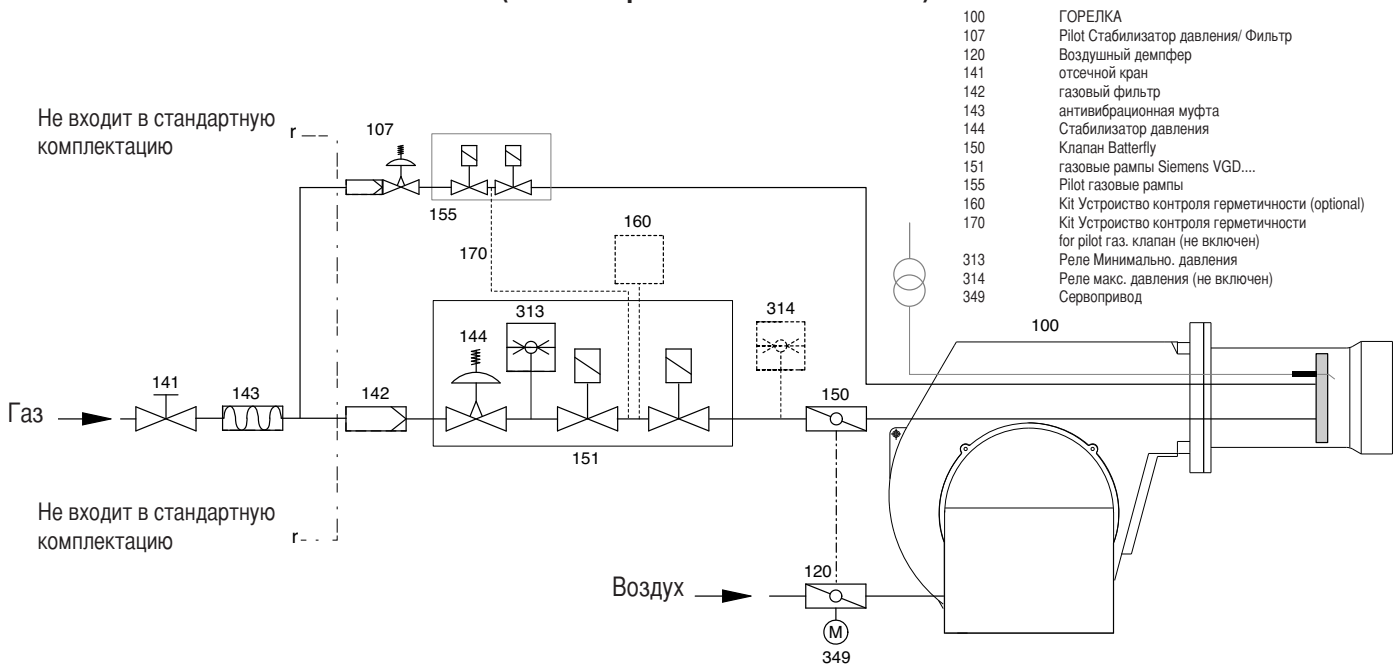 100 ГОРЕЛКА
107 Pilot Стабилизатор давления/ Фильтр
120 Воздушный демпфер
141 отсечной кран
142 газовый фильтр
143 антивибрационная муфта
144 Стабилизатор давления
150 Клапан Batterfly
151 газовые рампы Siemens VGD....
155 Pilot газовые рампы
160 Kit Устроиство контроля герметичности (optional)
170 Kit Устроиство контроля герметичности
for pilot газ. клапан (не включен)
313 Реле Минимально. давления
314 Реле макс. давления (не включен)
349 Сервопривод
Не входит в стандартную
комплектацию
r
107
155
160
170
313
314
144
100
141
143
142
150
Газ
151
Не входит в стандартную
комплектацию
r
120
Воздух
M
349